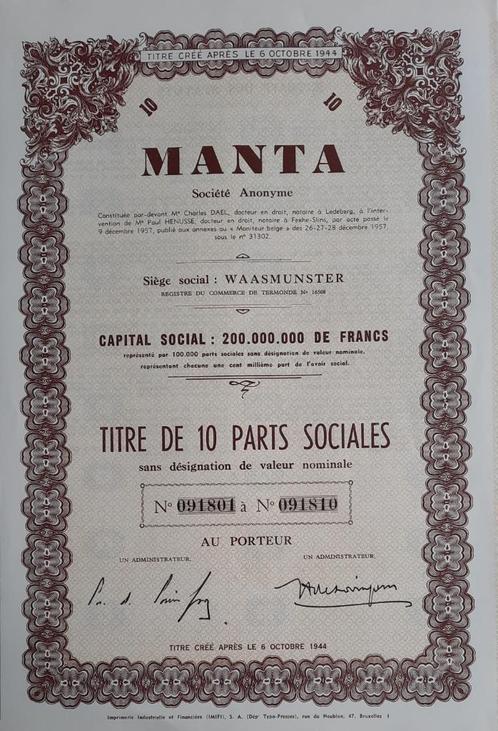 TITRE CRÉÉ APRÈS LE 6 OCTOBRE 1944
10
10
MANTA
Société Anonyme
Constituée par-devant Me Charles DAEL, docteur en droit, notaire à Ledeberg, à l'inter-
vention de Me Paul HENUSSE, docteur en droit, notaire à Fexhe-Slins, par acte passé le
9 décembre 1957, publié aux annexes au « Moniteur belge » des 26-27-28 décembre 1957,
sous le no 31302.
Siège social : WAASMUNSTER
REGISTRE DU COMMERCE DE TERMONDE No 16508
CAPITAL SOCIAL : 200.000.000 DE FRANCS
représenté par 100.000 parts sociales sans désignation de valeur nominale,
représentant chacune une cent millième part de l'avoir social.
TITRE DE 10 PARTS SOCIALES
sans désignation de valeur nominale
No 091801 à No 091810
AU PORTEUR
UN ADMINISTRATEUR, UN ADMINISTRATEUR,
TITRE CRÉÉ APRÈS LE 6 OCTOBRE 1944
Imprimerie Industrielle et Financière (IMIFI), S. A. (Dép Typo-Presses), rue du Houblon, 47, Bruxelles 1